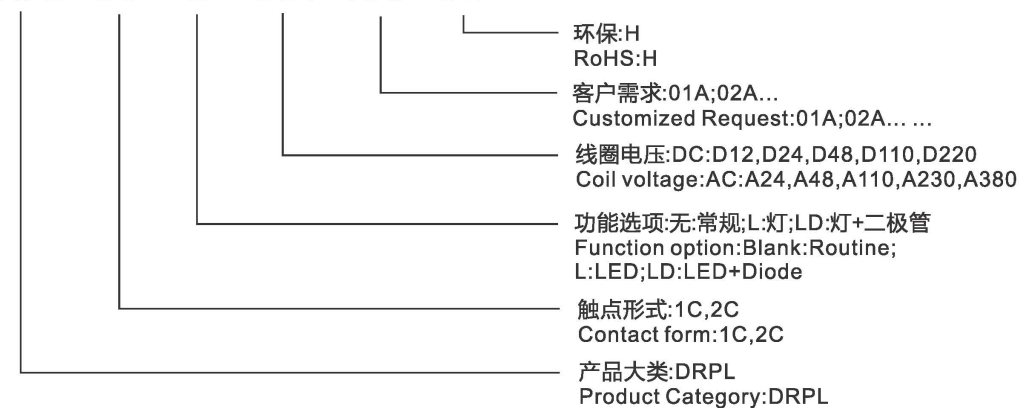 环保:H
RoHS:H
客户需求:01A;02A...
Customized Request:01A;02A... ...
线圈电压:DC:D12,D24,D48,D110,D220
Coil voltage:AC:A24,A48,A110,A230,A380
功能选项:无:常规;L:灯;LD:灯+二极管
Function option:Blank:Routine;
L:LED;LD:LED+Diode
触点形式:1C,2C
Contact form:1C,2C
产品大类:DRPL
Product Category:DRPL